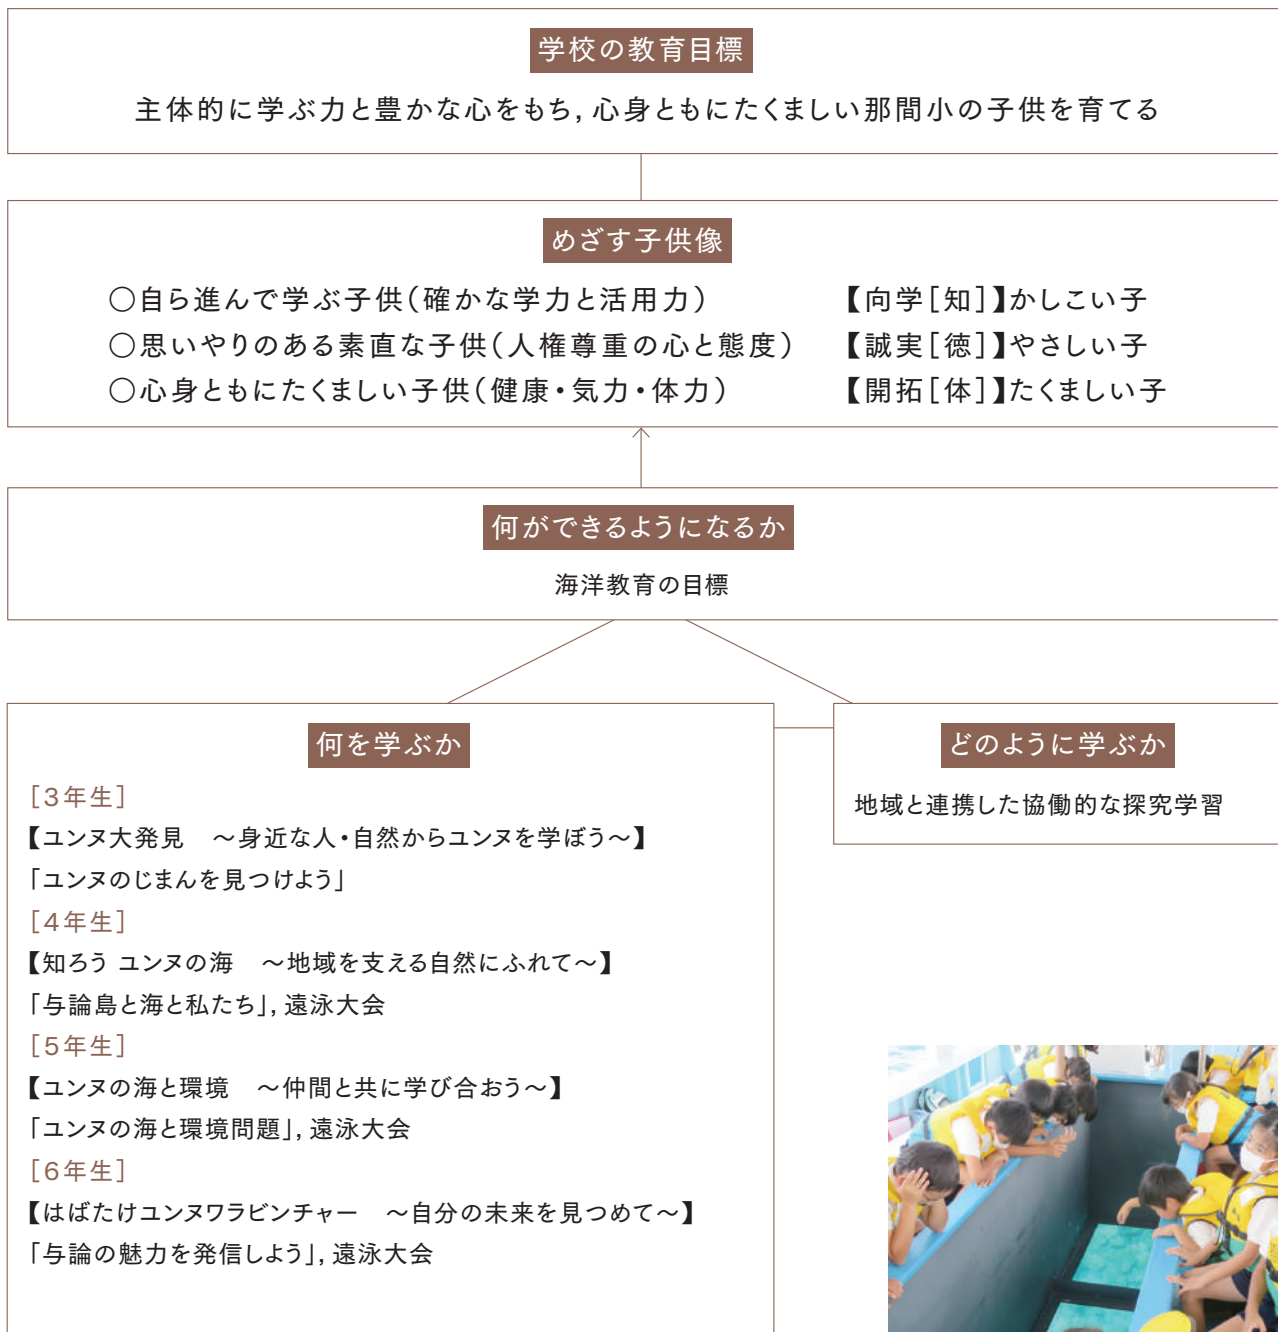 学校の教育目標
主体的に学ぶ力と豊かな心をもち,心身ともにたくましい那間小の子供を育てる
めざす子供像
○自ら進んで学ぶ子供(確かな学力と活用力) 【向学[知]】かしこい子
○思いやりのある素直な子供(人権尊重の心と態度) 【誠実[徳]】やさしい子
○心身ともにたくましい子供(健康・気力・体力) 【開拓[体]】たくましい子
何ができるようになるか
海洋教育の目標
何を学ぶか
[3年生]
【ユンヌ大発見 ～身近な人・自然からユンヌを学ぼう～】
「ユンヌのじまんを見つけよう」
[4年生]
【知ろう ユンヌの海 ～地域を支える自然にふれて～】
「与論島と海と私たち」,遠泳大会
[5年生]
【ユンヌの海と環境 ～仲間と共に学び合おう～】
「ユンヌの海と環境問題」,遠泳大会
[6年生]
【はばたけユンヌワラビンチャー ～自分の未来を見つめて～】
「与論の魅力を発信しよう」,遠泳大会
どのように学ぶか
地域と連携した協働的な探究学習